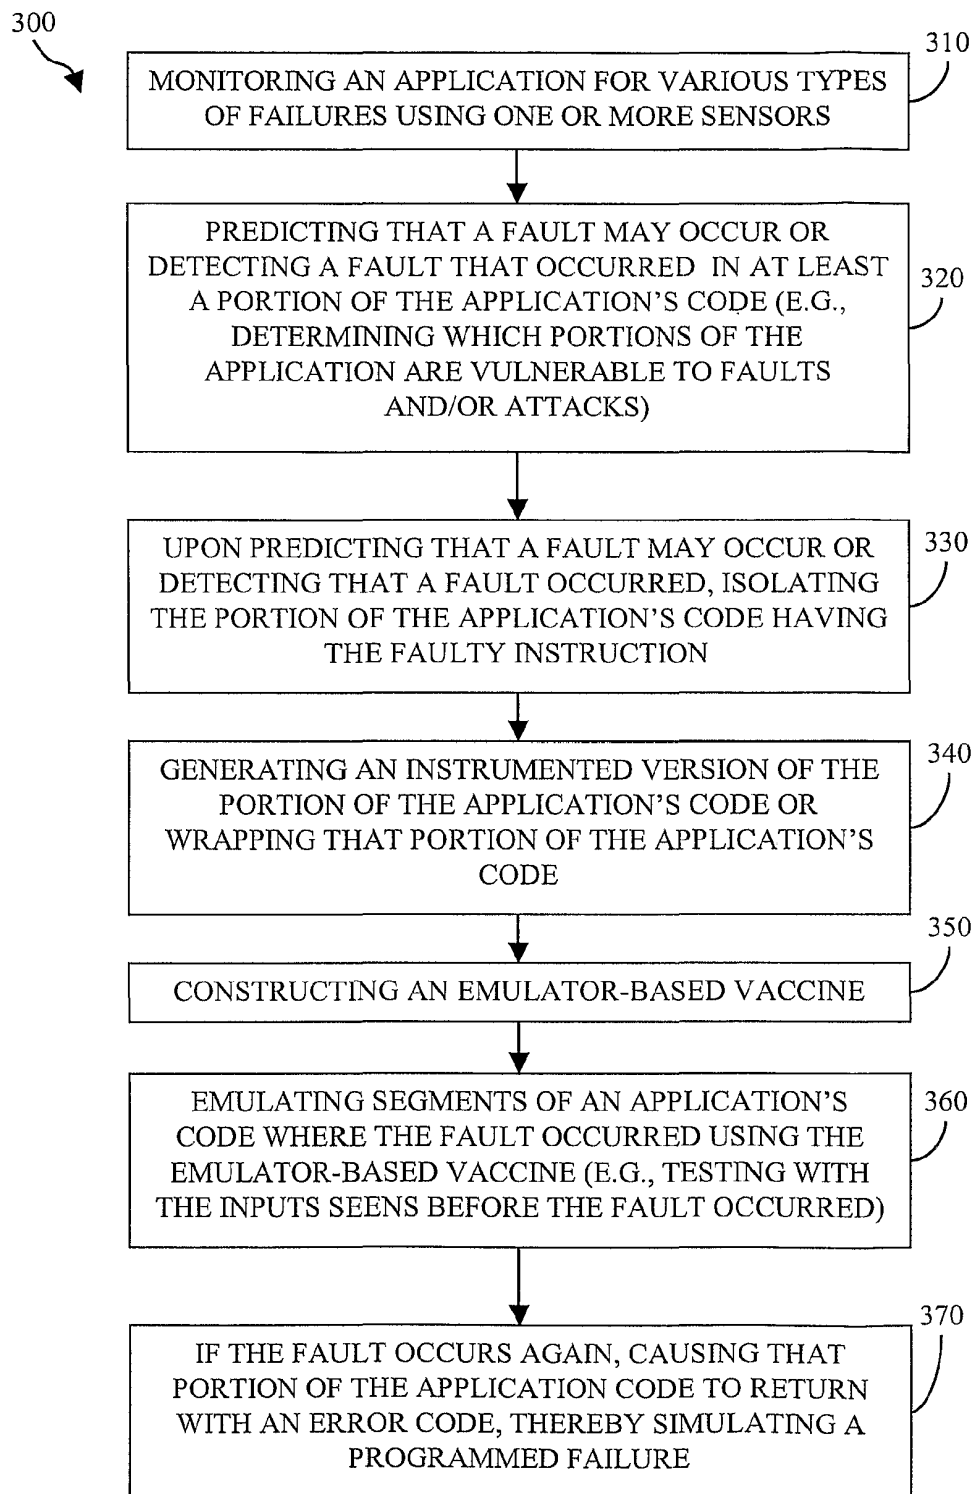 300
310
MONITORING AN APPLICATION FOR VARIOUS TYPES
OF FAILURES USING ONE OR MORE SENSORS
PREDICTING THAT A FAULT MAY OCCUR OR
DETECTING A FAULT THAT OCCURRED IN AT LEAST
A PORTION OF THE APPLICATION'S CODE (E.G.,
DETERMINING WHICH PORTIONS OF THE
APPLICATION ARE VULNERABLE TO FAULTS
AND/OR ATTACKS)
320
UPON PREDICTING THAT A FAULT MAY OCCUR OR
DETECTING THAT A FAULT OCCURRED, ISOLATING
THE PORTION OF THE APPLICATION'S CODE HAVING
THE FAULTY INSTRUCTION
330
GENERATING AN INSTRUMENTED VERSION OF THE
PORTION OF THE APPLICATION'S CODE OR
WRAPPING THAT PORTION OF THE APPLICATION'S
CODE
340
350
CONSTRUCTING AN EMULATOR-BASED VACCINE
EMULATING SEGMENTS OF AN APPLICATION'S
CODE WHERE THE FAULT OCCURRED USING THE
EMULATOR-BASED VACCINE (E.G., TESTING WITH
THE INPUTS SEENS BEFORE THE FAULT OCCURRED)
360
370
IF THE FAULT OCCURS AGAIN, CAUSING THAT
PORTION OF THE APPLICATION CODE TO RETURN
WITH AN ERROR CODE, THEREBY SIMULATING A
PROGRAMMED FAILURE